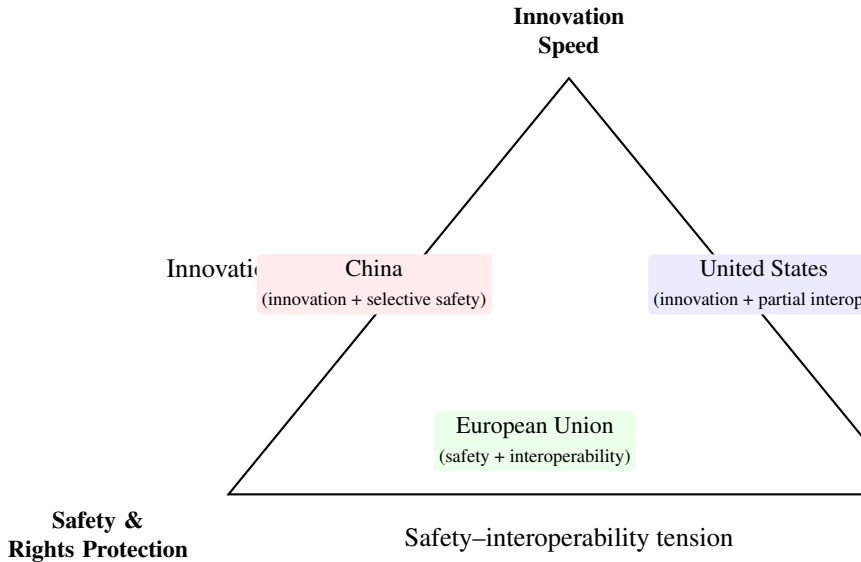 Innovation
Speed
Innovatio
China
(innovation + selective safety)
United States
(innovation + partial interop
European Union
(safety + interoperability)
Safety &
Rights Protection
Safety–interoperability tension